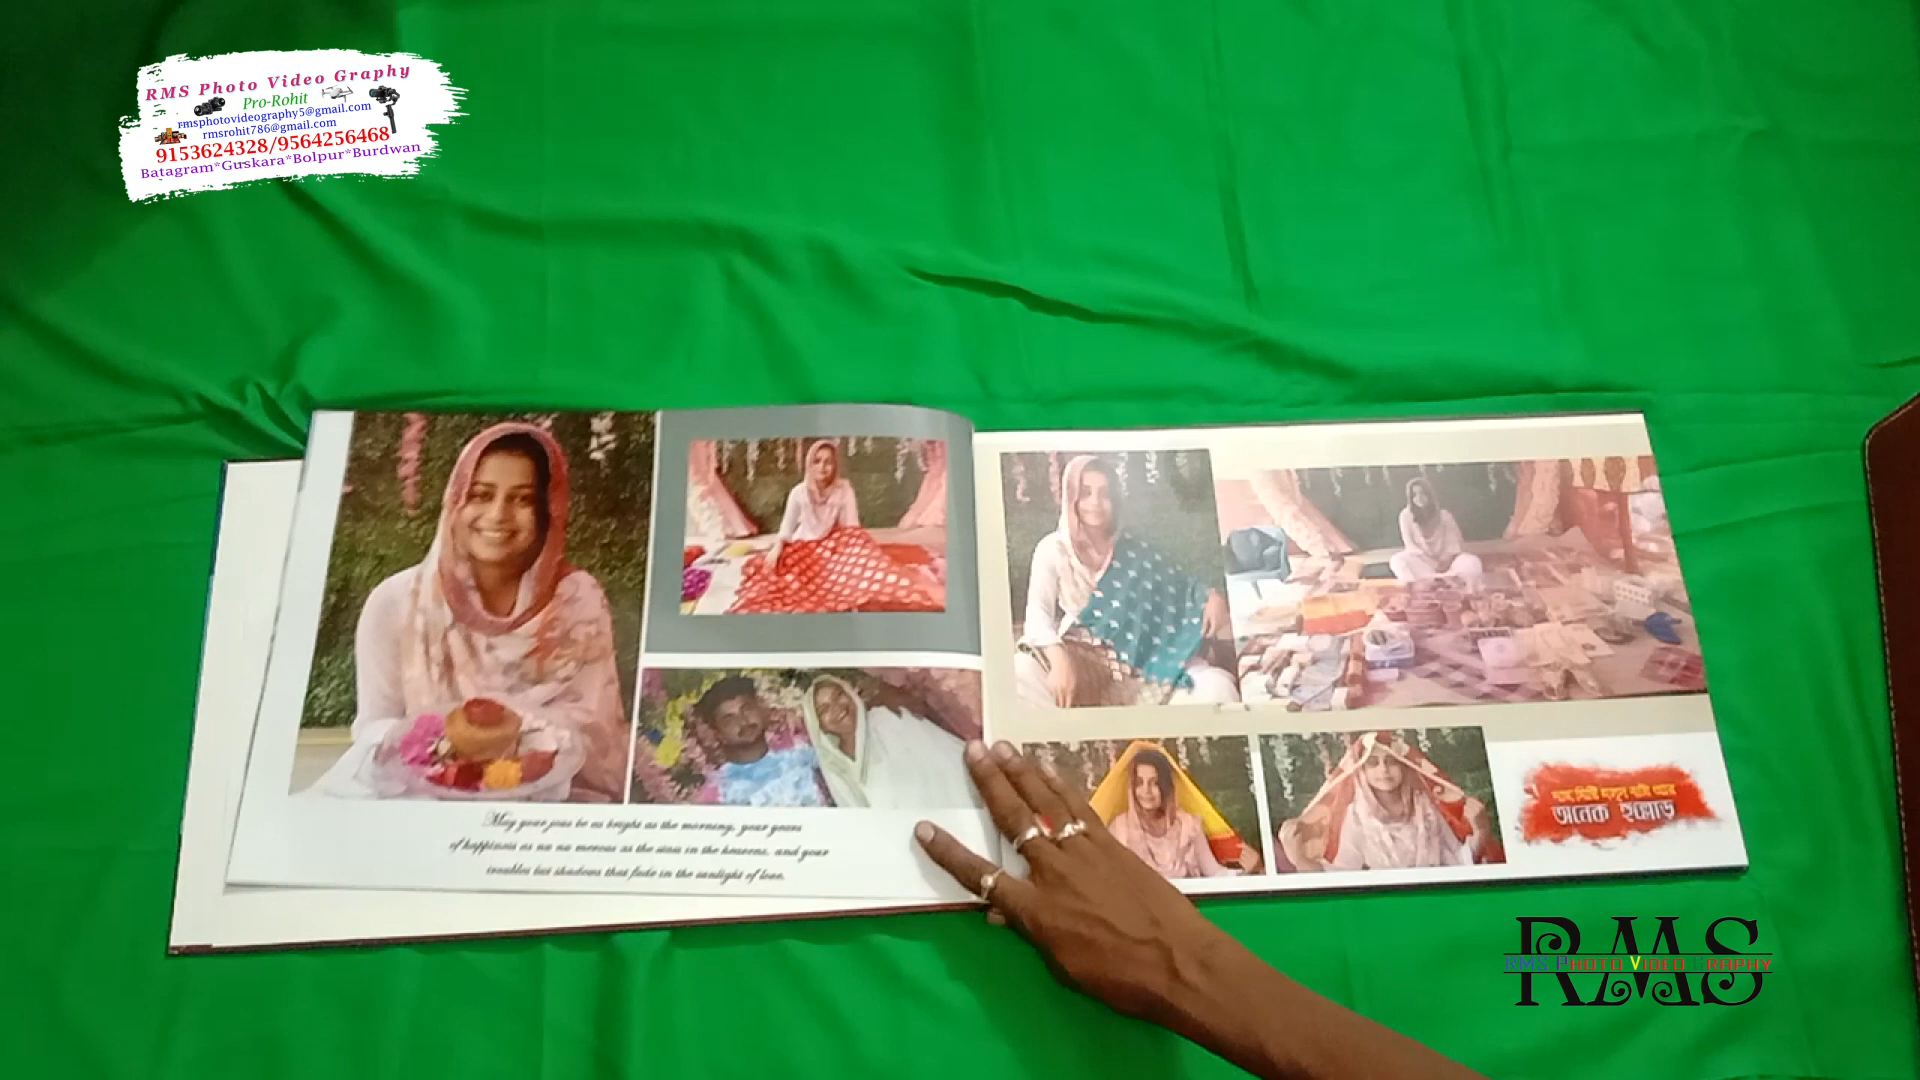 RMS Photo Video Graphy
Pro-Rohit
rmsphotovideography5@gmail.com
rmsrohit786@gmail.com
9153624328/9564256468
Batagram*Guskara*Bolpur*Burdwan
May your joys be as bright as the morning, your years
of happiness as nu merous as the stars in the heavens, and your
troubles but shadows that fade in the sunlight of love.
অনেক হুল্লোড়
RMS
RMS Photo Video Graphy